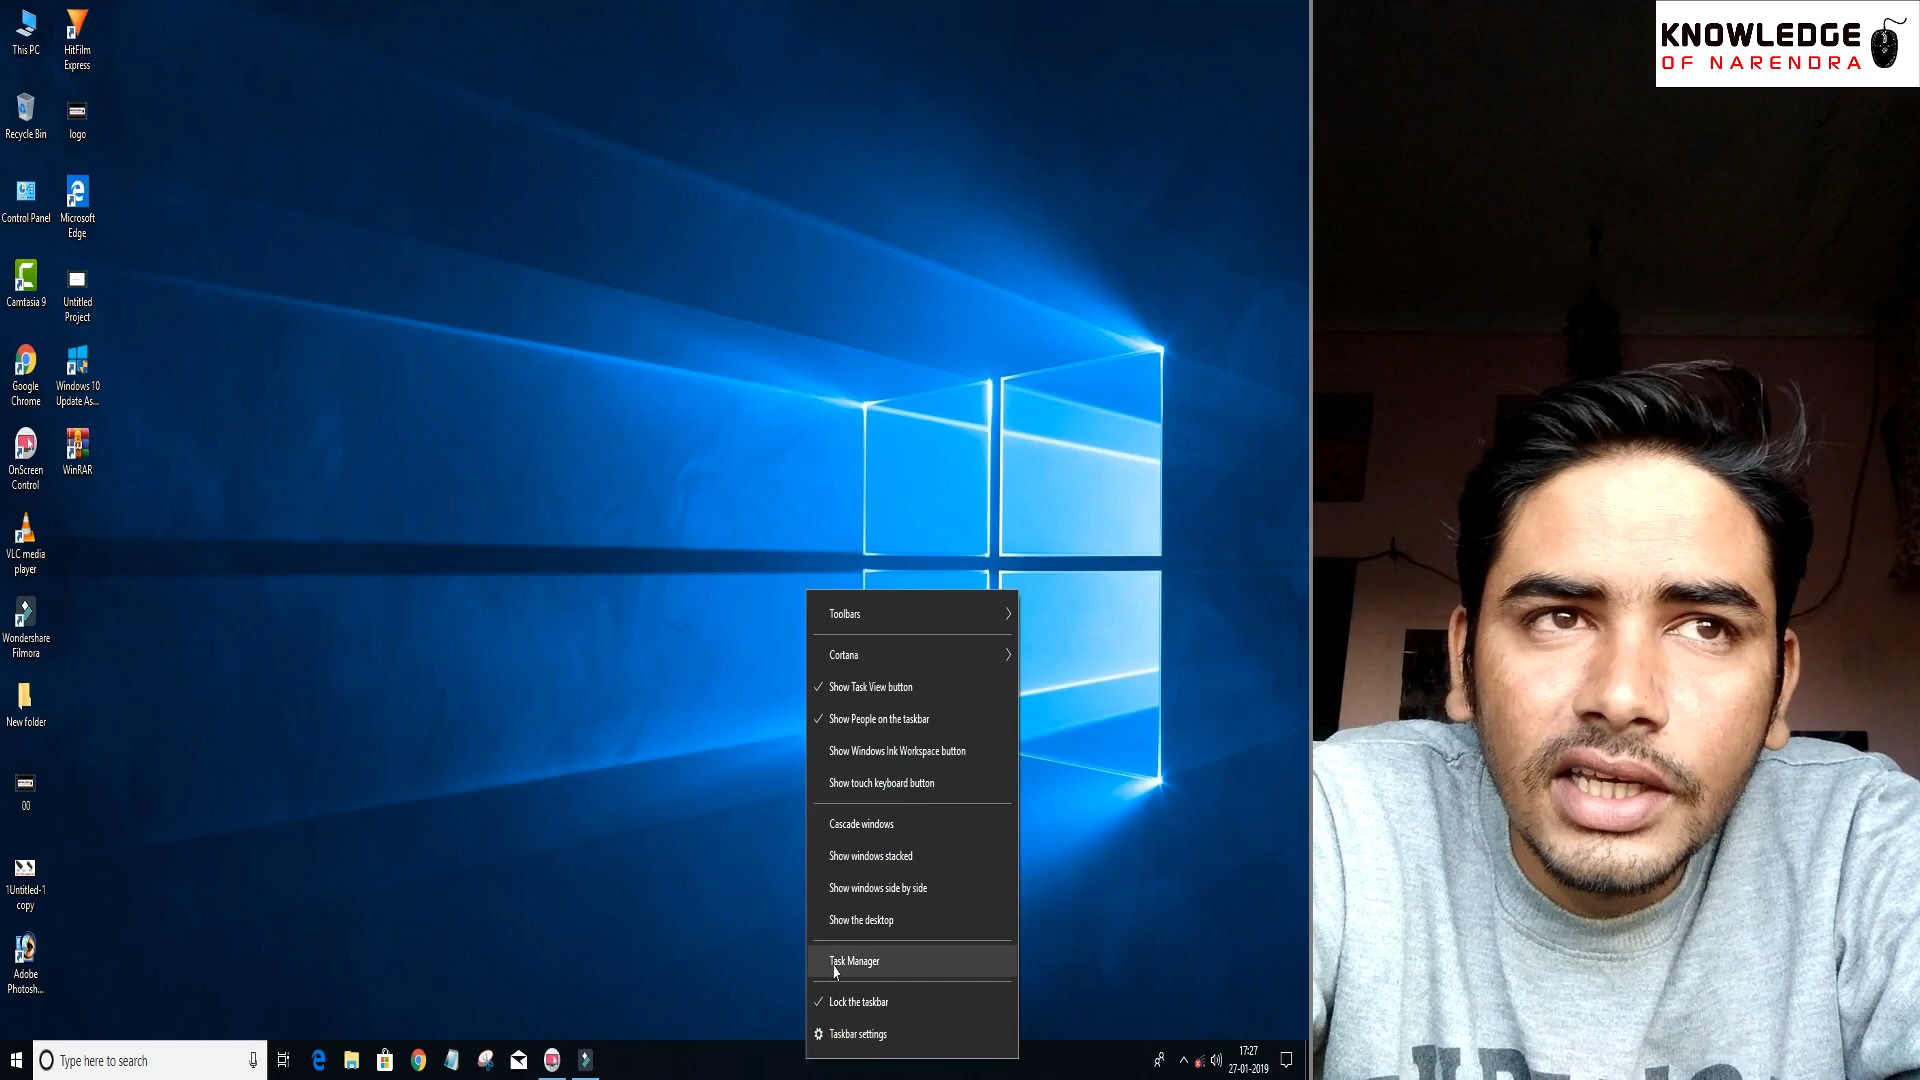 This PC
HitFilm
Express
Recycle Bin
logo
Control Panel
Microsoft
Edge
Camtasia 9
Untitled
Project
Google
Chrome
Windows 10
Update As...
OnScreen
Control
WinRAR
VLC media
player
Wondershare
Filmora
New folder
00
1Untitled-1
copy
Adobe
Photosh...
Toolbars
Cortana
Show Task View button
Show People on the taskbar
Show Windows Ink Workspace button
Show touch keyboard button
Cascade windows
Show windows stacked
Show windows side by side
Show the desktop
Task Manager
Lock the taskbar
Taskbar settings
Type here to search
17:27
27-01-2019
KNOWLEDGE
OF NARENDRA